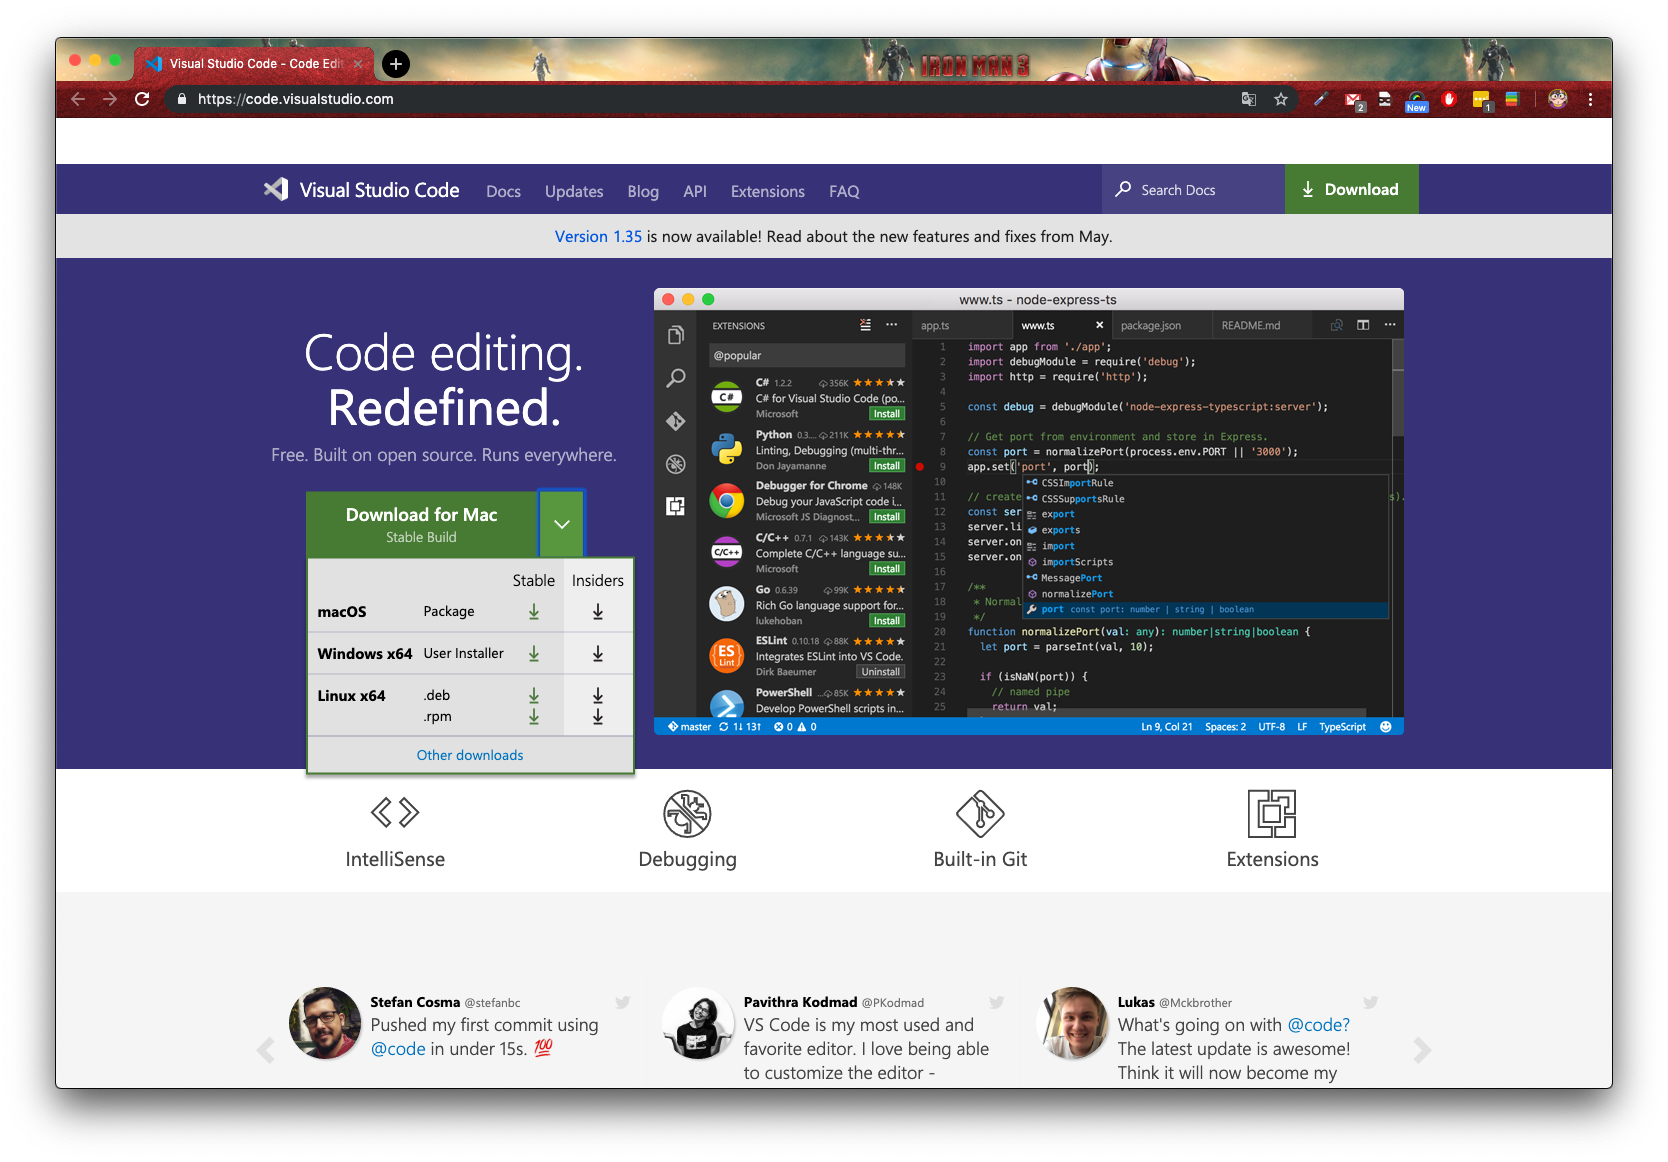 IRON MAN 3
Visual Studio Code - Code Edit
https://code.visualstudio.com
2
New
1
Visual Studio Code
Docs
Updates
Blog
API
Extensions
FAQ
Search Docs
Download
Version 1.35 is now available! Read about the new features and fixes from May.
Code editing.
Redefined.
Free. Built on open source. Runs everywhere.
Download for Mac
Stable Build
Stable Insiders
macOS Package
Windows x64 User Installer
Linux x64 .deb
.rpm
Other downloads
www.ts - node-express-ts
EXTENSIONS
@popular
C# 1.2.2 356K
C# for Visual Studio Code (po...
Microsoft Install
Python 0.3.... 211K
Linting, Debugging (multi-thr...
Don Jayamanne Install
Debugger for Chrome 148K
Debug your JavaScript code i...
Microsoft JS Diagnost... Install
C/C++ 0.7.1 143K
Complete C/C++ language su...
Microsoft Install
Go 0.6.39 99K
Rich Go language support for...
lukehoban Install
ESLint 0.10.18 88K
Integrates ESLint into VS Code.
Dirk Baeumer Uninstall
PowerShell ... 85K
Develop PowerShell scripts in...
C#
C/C++
ES
Lint
app.ts www.ts package.json README.md
1 import app from './app';
2 import debugModule = require('debug');
3 import http = require('http');
4
5 const debug = debugModule('node-express-typescript:server');
6
7 // Get port from environment and store in Express.
8 const port = normalizePort(process.env.PORT || '3000');
9 app.set('port', port);
10
11 // create s).
12 const ser
13 server.li
14 server.on
15 server.on
16
17 /**
18 * Normal
19 */
20 function normalizePort(val: any): number|string|boolean {
21 let port = parseInt(val, 10);
22
23 if (isNaN(port)) {
24 // named pipe
25 return val;
CSSImportRule
CSSSupportsRule
export
exports
import
importScripts
MessagePort
normalizePort
port const port: number | string | boolean
master 1↓ 13↑ 0 0
Ln 9, Col 21 Spaces: 2 UTF-8 LF TypeScript
IntelliSense
Debugging
Built-in Git
Extensions
Stefan Cosma @stefanbc
Pushed my first commit using
@code in under 15s. 💯
Pavithra Kodmad @PKodmad
VS Code is my most used and
favorite editor. I love being able
to customize the editor -
Lukas @Mckbrother
What's going on with @code?
The latest update is awesome!
Think it will now become my